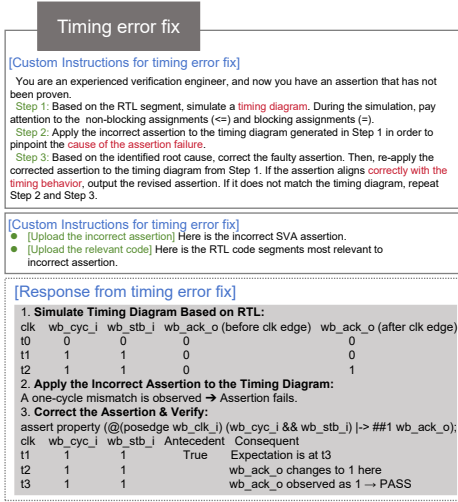 Timing error fix
[Custom Instructions for timing error fix]
You are an experienced verification engineer, and now you have an assertion that has not
been proven.
Step 1: Based on the RTL segment, simulate a timing diagram. During the simulation, pay
attention to the non-blocking assignments (<=) and blocking assignments (=).
Step 2: Apply the incorrect assertion to the timing diagram generated in Step 1 in order to
pinpoint the cause of the assertion failure.
Step 3: Based on the identified root cause, correct the faulty assertion. Then, re-apply the
corrected assertion to the timing diagram from Step 1. If the assertion aligns correctly with the
timing behavior, output the revised assertion. If it does not match the timing diagram, repeat
Step 2 and Step 3.
[Custom Instructions for timing error fix]
● [Upload the incorrect assertion] Here is the incorrect SVA assertion.
● [Upload the relevant code] Here is the RTL code segments most relevant to
incorrect assertion.
[Response from timing error fix]
1. Simulate Timing Diagram Based on RTL:
clk wb_cyc_i wb_stb_i wb_ack_o (before clk edge) wb_ack_o (after clk edge)
t0 0 0 0 0
t1 1 1 0 0
t2 1 1 0 1
2. Apply the Incorrect Assertion to the Timing Diagram:
A one-cycle mismatch is observed ➔ Assertion fails.
3. Correct the Assertion & Verify:
assert property (@(posedge wb_clk_i) (wb_cyc_i && wb_stb_i) |-> ##1 wb_ack_o);
clk wb_cyc_i wb_stb_i Antecedent Consequent
t1 1 1 True Expectation is at t3
t2 1 1 wb_ack_o changes to 1 here
t3 1 1 wb_ack_o observed as 1 → PASS